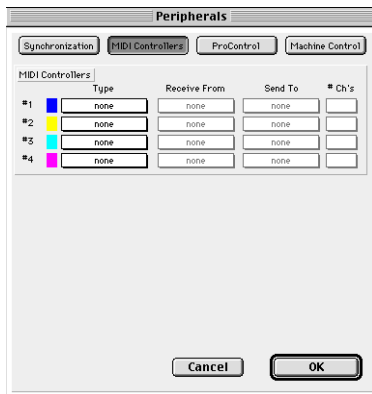 Peripherals
Synchronization MIDI Controllers ProControl Machine Control
MIDI Controllers
Type Receive From Send To # Ch's
#1 none none none
#2 none none none
#3 none none none
#4 none none none
Cancel OK